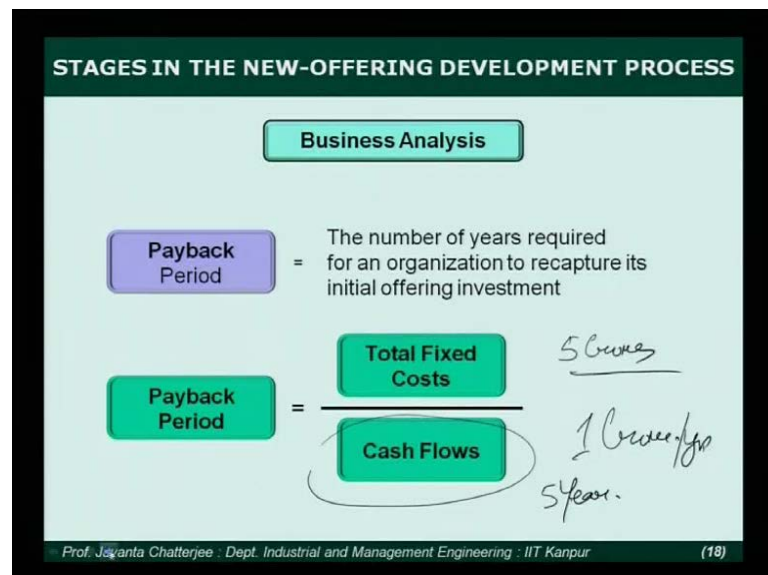 STAGES IN THE NEW-OFFERING DEVELOPMENT PROCESS
Business Analysis
Payback
Period
=
The number of years required
for an organization to recapture its
initial offering investment
Payback
Period
=
Total Fixed
Costs
Cash Flows
5 Crores
1 Crore/yr
5 Year.
Prof. Jayanta Chatterjee : Dept. Industrial and Management Engineering : IIT Kanpur
(18)